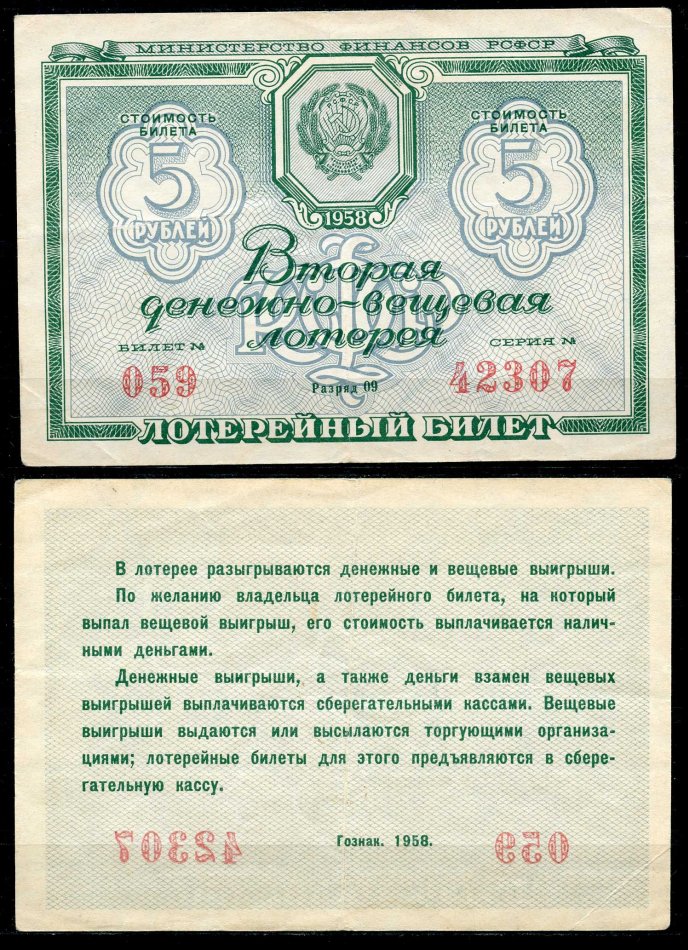 МИНИСТЕРСТВО ФИНАНСОВ РСФСР
СТОИМОСТЬ БИЛЕТА
5
РУБЛЕЙ
РСФСР
1958
СТОИМОСТЬ БИЛЕТА
5
РУБЛЕЙ
Вторая
денежно-вещевая
лотерея
БИЛЕТ №
059
Разряд 09
СЕРИЯ №
42307
ЛОТЕРЕЙНЫЙ БИЛЕТ
В лотерее разыгрываются денежные и вещевые выигрыши.
По желанию владельца лотерейного билета, на который
выпал вещевой выигрыш, его стоимость выплачивается налич-
ными деньгами.
Денежные выигрыши, а также деньги взамен вещевых
выигрышей выплачиваются сберегательными кассами. Вещевые
выигрыши выдаются или высылаются торгующими организа-
циями; лотерейные билеты для этого предъявляются в сбере-
гательную кассу.
42307
Гознак. 1958.
059